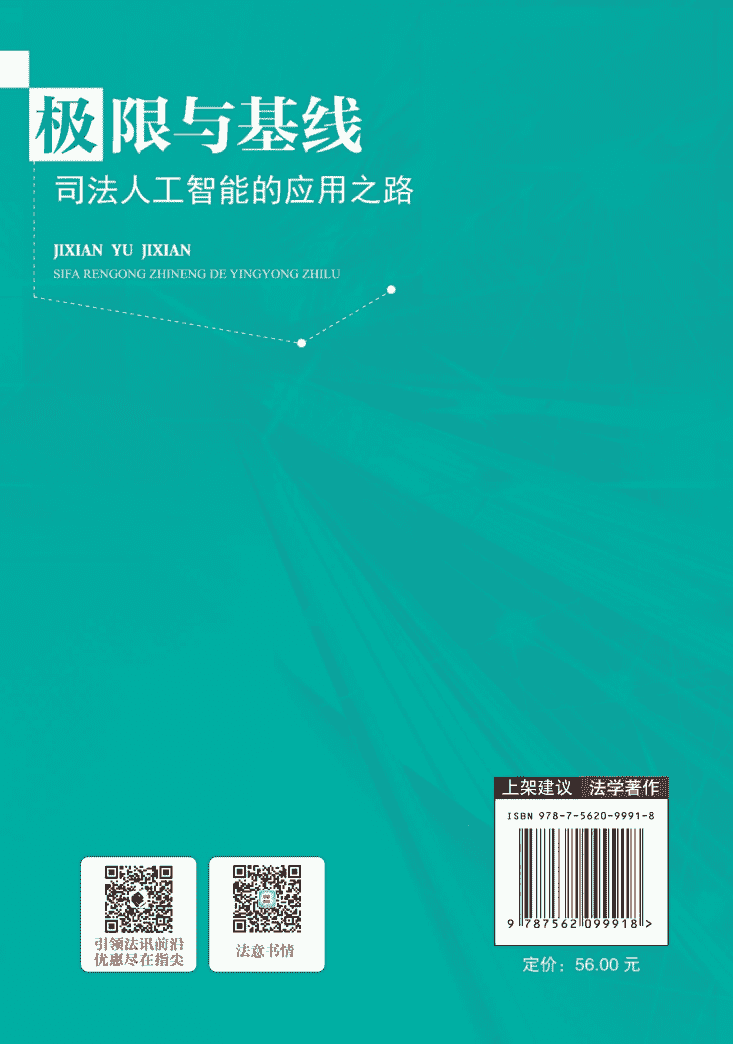 极限与基线
司法人工智能的应用之路
JIXIAN YU JIXIAN
SIFA RENGONG ZHINENG DE YINGYONG ZHILU
上架建议 法学著作
ISBN 978-7-5620-9991-8
9 787562 099918 >
引领法讯前沿
优惠尽在指尖
法意书情
定价：56.00 元